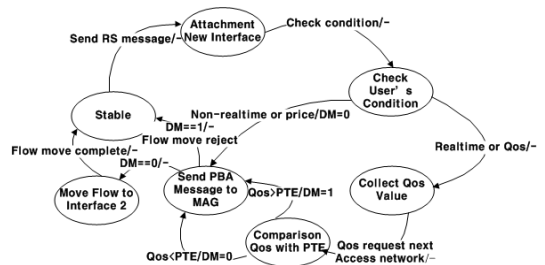 Attachment
New Interface
Check condition/-
Send RS message/-
Check
User's
Condition
Stable
Non-realtime or price/DM=0
DM==1/-
Flow move reject
Realtime or Qos/-
Flow move complete/-
DM==0/-
Send PBA
Message to
MAG
Move Flow to
Interface 2
Qos>PTE/DM=1
Collect Qos
Value
Comparison
Qos with PTE
Qos<PTE/DM=0
Qos request next
Access network/-